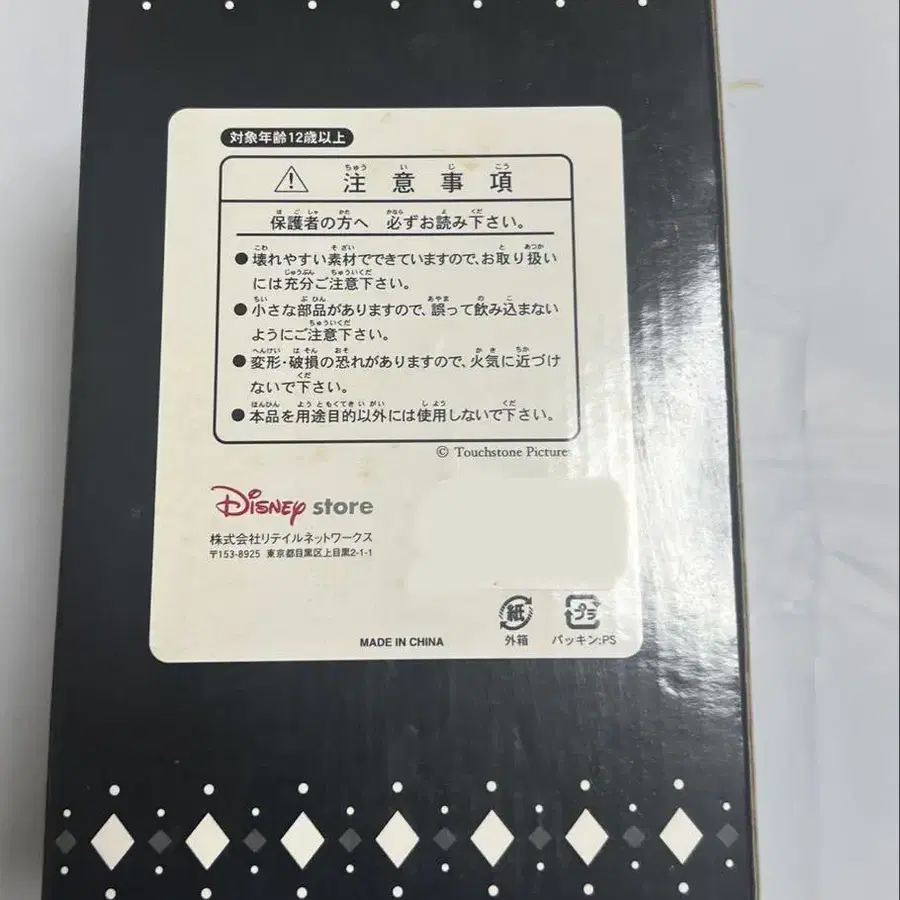 対象年齢12歳以上
注意事項
保護者の方へ 必ずお読み下さい。
●壊れやすい素材でできていますので、お取り扱い
には充分ご注意下さい。
●小さな部品がありますので、誤って飲み込まない
ようにご注意下さい。
●変形・破損の恐れがありますので、火気に近づけ
ないで下さい。
●本品を用途目的以外には使用しないで下さい。
© Touchstone Picture
Disney store
株式会社リテイルネットワークス
〒153-8925 東京都目黒区上目黒2-1-1
紙 プラ
外箱 パッキン:PS
MADE IN CHINA